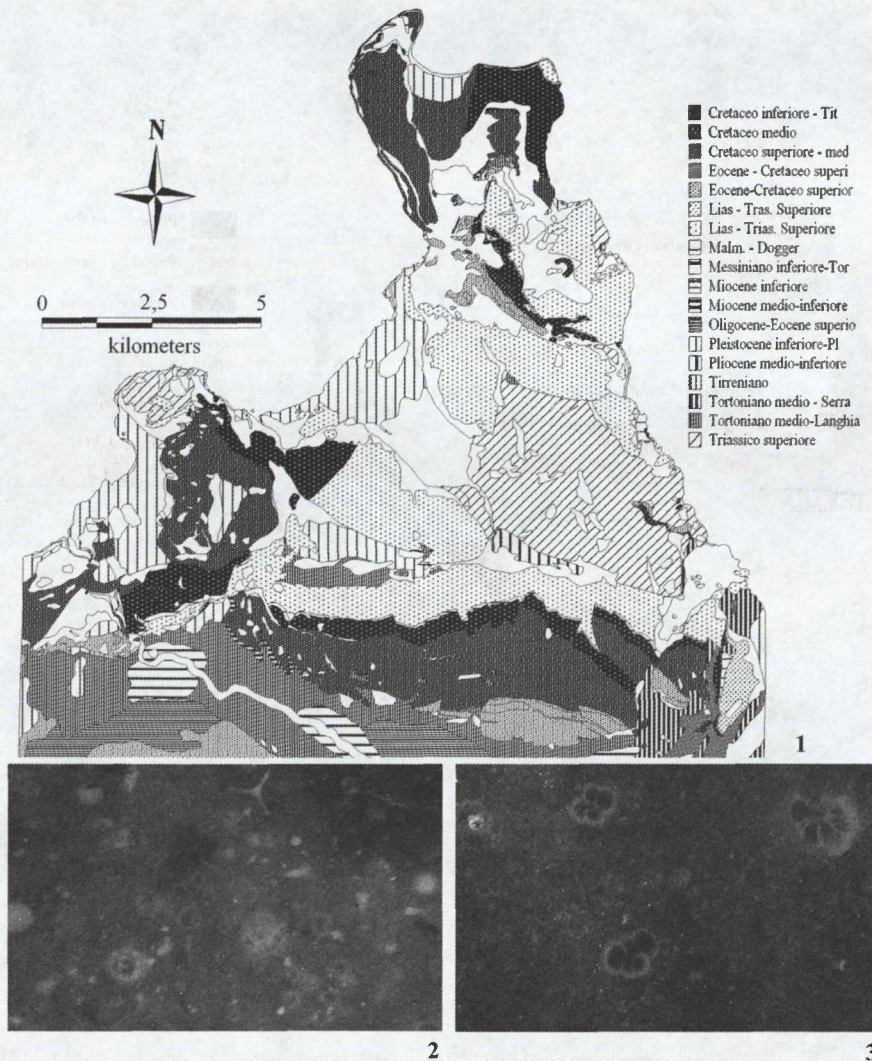 N
0 2,5 5
kilometers
Cretaceo inferiore - Tit
Cretaceo medio
Cretaceo superiore - med
Eocene - Cretaceo superi
Eocene-Cretaceo superior
Lias - Tras. Superiore
Lias - Trias. Superiore
Malm. - Dogger
Messiniano inferiore-Tor
Miocene inferiore
Miocene medio-inferiore
Oligocene-Eocene superio
Pleistocene inferiore-Pl
Pliocene medio-inferiore
Tirreniano
Tortoniano medio - Serra
Tortoniano medio-Langhia
Triassico superiore
1
2
3